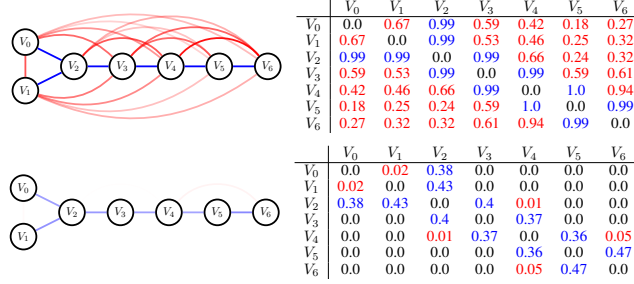 V0 V1 V2 V3 V4 V5 V6
V0 0.0 0.67 0.99 0.59 0.42 0.18 0.27
V1 0.67 0.0 0.99 0.53 0.46 0.25 0.32
V2 0.99 0.99 0.0 0.99 0.66 0.24 0.32
V3 0.59 0.53 0.99 0.0 0.99 0.59 0.61
V4 0.42 0.46 0.66 0.99 0.0 1.0 0.94
V5 0.18 0.25 0.24 0.59 1.0 0.0 0.99
V6 0.27 0.32 0.32 0.61 0.94 0.99 0.0
V0
V1
V2 V3 V4 V5 V6
V0 V1 V2 V3 V4 V5 V6
V0 0.0 0.02 0.38 0.0 0.0 0.0 0.0
V1 0.02 0.0 0.43 0.0 0.0 0.0 0.0
V2 0.38 0.43 0.0 0.4 0.01 0.0 0.0
V3 0.0 0.0 0.4 0.0 0.37 0.0 0.0
V4 0.0 0.0 0.01 0.37 0.0 0.36 0.05
V5 0.0 0.0 0.0 0.0 0.36 0.0 0.47
V6 0.0 0.0 0.0 0.0 0.05 0.47 0.0
V0
V1
V2 V3 V4 V5 V6